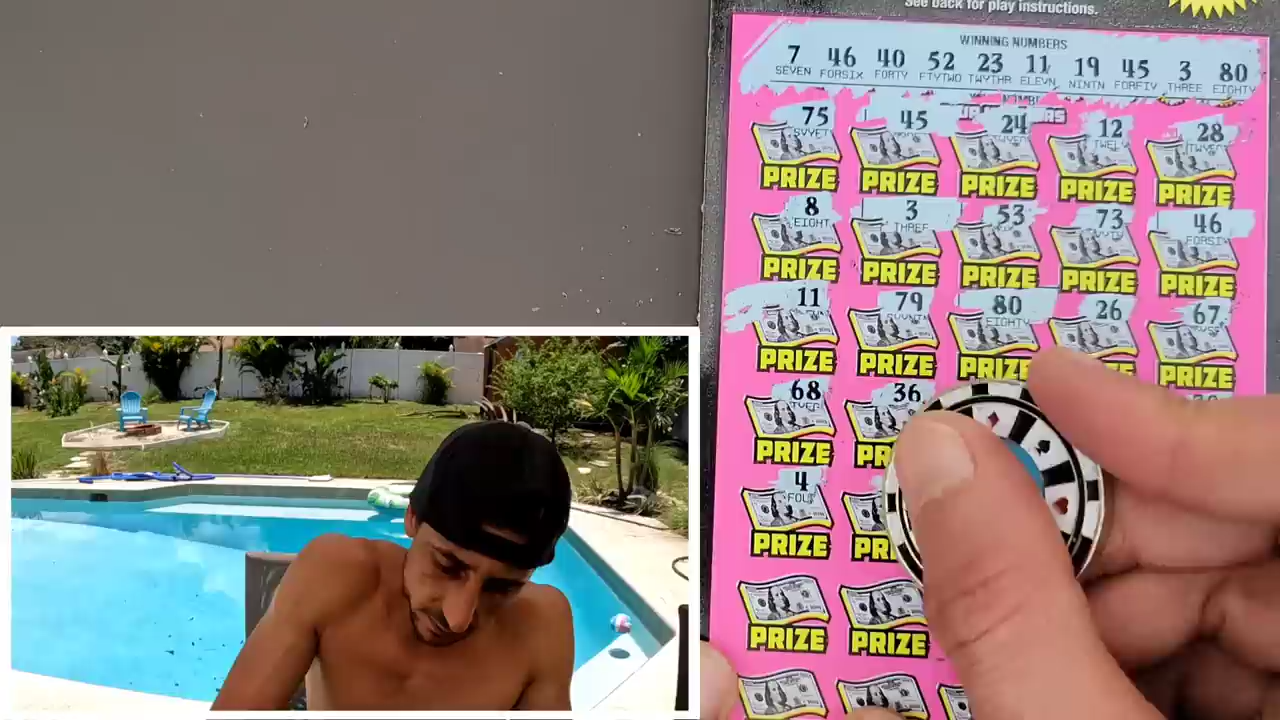 See back for play instructions.
WINNING NUMBERS
7 46 40 52 23 11 19 45 3 80
SEVEN FORSIX FORTY FTYTWO TWYTHR ELEVN NINTN FORFIV THREE EIGHTY
75 45 24 12 28
PRIZE PRIZE PRIZE PRIZE PRIZE
8 3 53 73 46
EIGHT THREE FORSI
PRIZE PRIZE PRIZE PRIZE PRIZE
11 79 80 26 67
EIGHTY
PRIZE PRIZE PRIZE PRIZE
68 36
PRIZE
4
PRIZE
PRIZE PRIZE